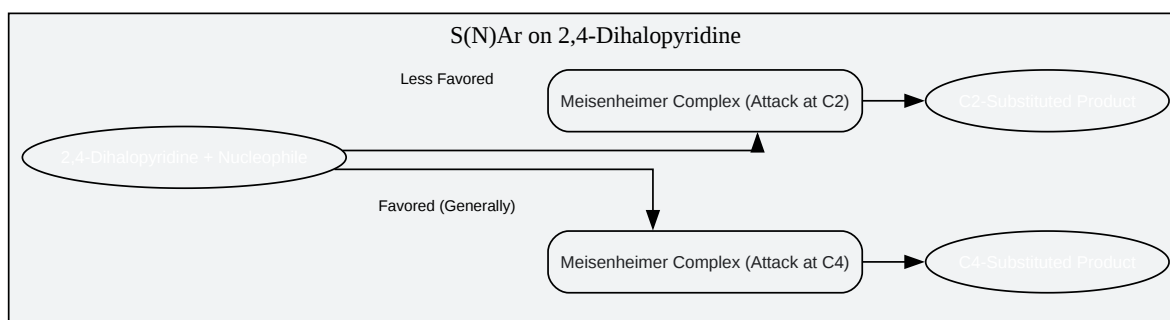 S(N)Ar on 2,4-Dihalopyridine
Less Favored
Meisenheimer Complex (Attack at C2)
C2-Substituted Product
2,4-Dihalopyridine + Nucleophile
Favored (Generally)
Meisenheimer Complex (Attack at C4)
C4-Substituted Product